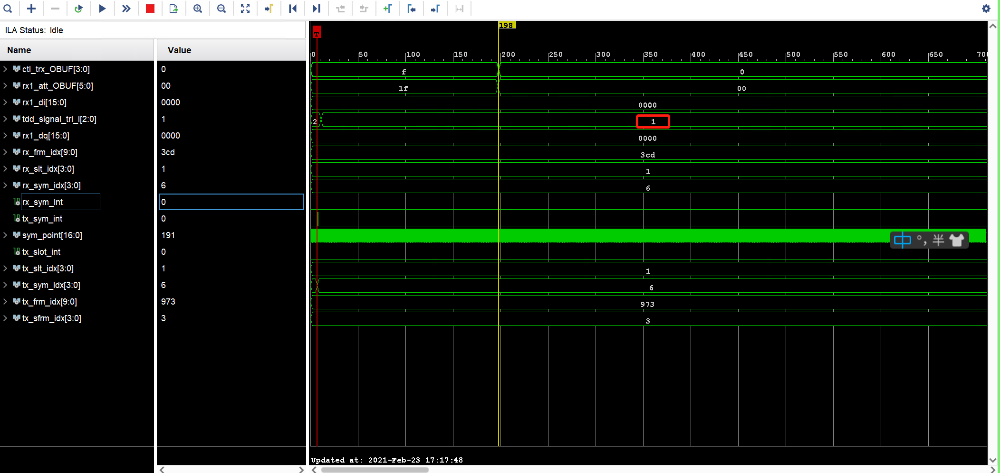 ILA Status: Idle
Name Value
ctl_trx_OBUF[3:0] 0
rx1_att_OBUF[5:0] 00
rx1_di[15:0] 0000
tdd_signal_tri_i[2:0] 1
rx1_dq[15:0] 0000
rx_frm_idx[9:0] 3cd
rx_slt_idx[3:0] 1
rx_sym_idx[3:0] 6
rx_sym_int 0
tx_sym_int 0
sym_point[16:0] 191
tx_slot_int 0
tx_slt_idx[3:0] 1
tx_sym_idx[3:0] 6
tx_frm_idx[9:0] 973
tx_sfrm_idx[3:0] 3
198
T
0 50 100 150 200 250 300 350 400 450 500 550 600 650 700
f 0
1f 00
0000
2 1
0000
3cd
1
6
中 °, 半
1
6
973
3
Updated at: 2021-Feb-23 17:17:48